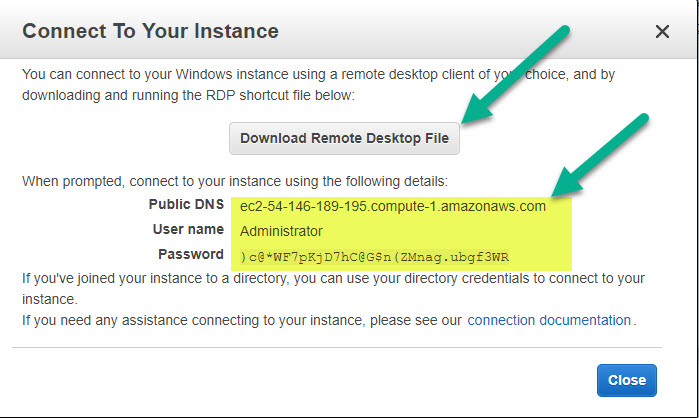 Connect To Your Instance
You can connect to your Windows instance using a remote desktop client of your choice, and by
downloading and running the RDP shortcut file below:
Download Remote Desktop File
When prompted, connect to your instance using the following details:
Public DNS ec2-54-146-189-195.compute-1.amazonaws.com
User name Administrator
Password )c@*WF7pKjD7hC@G$n(ZMnag.ubgf3WR
If you've joined your instance to a directory, you can use your directory credentials to connect to your
instance.
If you need any assistance connecting to your instance, please see our connection documentation.
Close